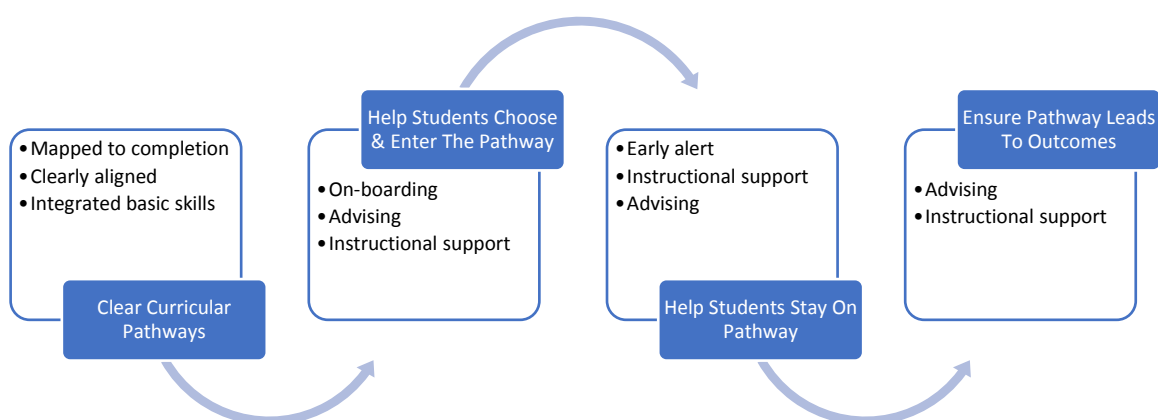 • Mapped to completion
• Clearly aligned
• Integrated basic skills
Clear Curricular
Pathways
Help Students Choose
& Enter The Pathway
• On-boarding
• Advising
• Instructional support
• Early alert
• Instructional support
• Advising
Help Students Stay On
Pathway
Ensure Pathway Leads
To Outcomes
• Advising
• Instructional support